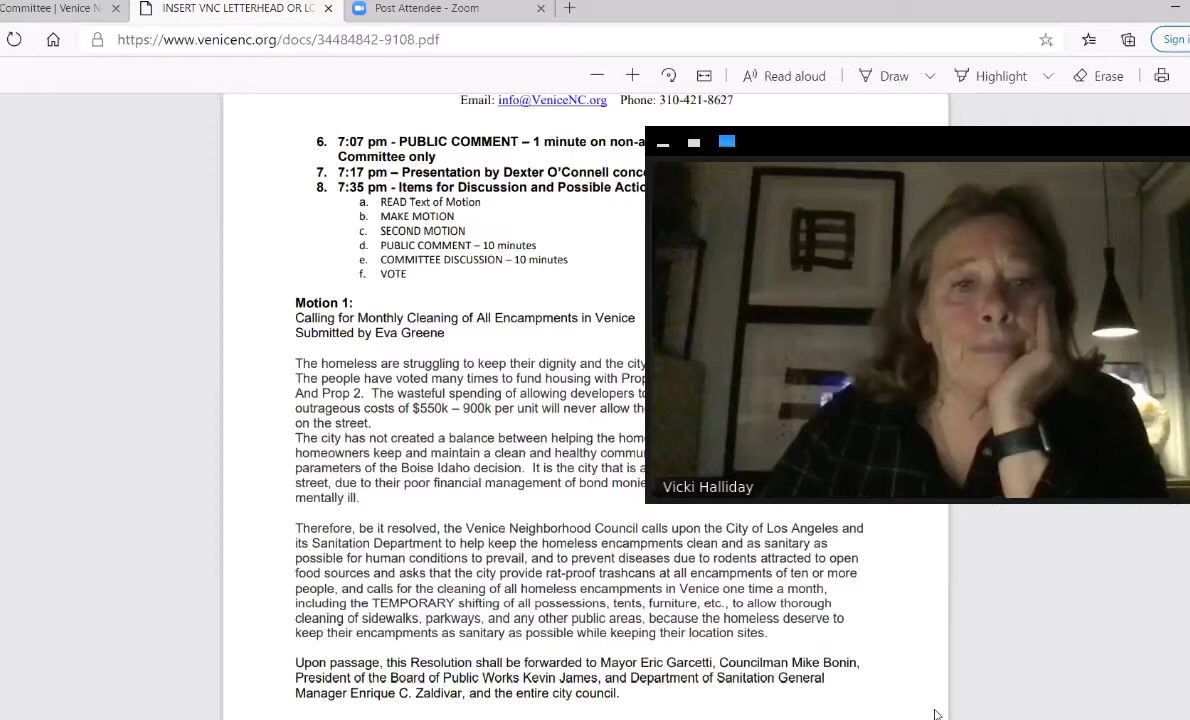 Committee | Venice N
INSERT VNC LETTERHEAD OR LO
Post Attendee - Zoom
https://www.venicenc.org/docs/34484842-9108.pdf
Sign i
Read aloud
Draw
Highlight
Erase
Email: info@VeniceNC.org Phone: 310-421-8627
6. 7:07 pm - PUBLIC COMMENT – 1 minute on non-a
Committee only
7. 7:17 pm – Presentation by Dexter O'Connell conc
8. 7:35 pm - Items for Discussion and Possible Actio
a. READ Text of Motion
b. MAKE MOTION
c. SECOND MOTION
d. PUBLIC COMMENT – 10 minutes
e. COMMITTEE DISCUSSION – 10 minutes
f. VOTE
Motion 1:
Calling for Monthly Cleaning of All Encampments in Venice
Submitted by Eva Greene
The homeless are struggling to keep their dignity and the city
The people have voted many times to fund housing with Prop
And Prop 2. The wasteful spending of allowing developers to
outrageous costs of $550k – 900k per unit will never allow the
on the street.
The city has not created a balance between helping the hom
homeowners keep and maintain a clean and healthy commu
parameters of the Boise Idaho decision. It is the city that is a
street, due to their poor financial management of bond monie
mentally ill.
Therefore, be it resolved, the Venice Neighborhood Council calls upon the City of Los Angeles and
its Sanitation Department to help keep the homeless encampments clean and as sanitary as
possible for human conditions to prevail, and to prevent diseases due to rodents attracted to open
food sources and asks that the city provide rat-proof trashcans at all encampments of ten or more
people, and calls for the cleaning of all homeless encampments in Venice one time a month,
including the TEMPORARY shifting of all possessions, tents, furniture, etc., to allow thorough
cleaning of sidewalks, parkways, and any other public areas, because the homeless deserve to
keep their encampments as sanitary as possible while keeping their location sites.
Upon passage, this Resolution shall be forwarded to Mayor Eric Garcetti, Councilman Mike Bonin,
President of the Board of Public Works Kevin James, and Department of Sanitation General
Manager Enrique C. Zaldivar, and the entire city council.
Vicki Halliday